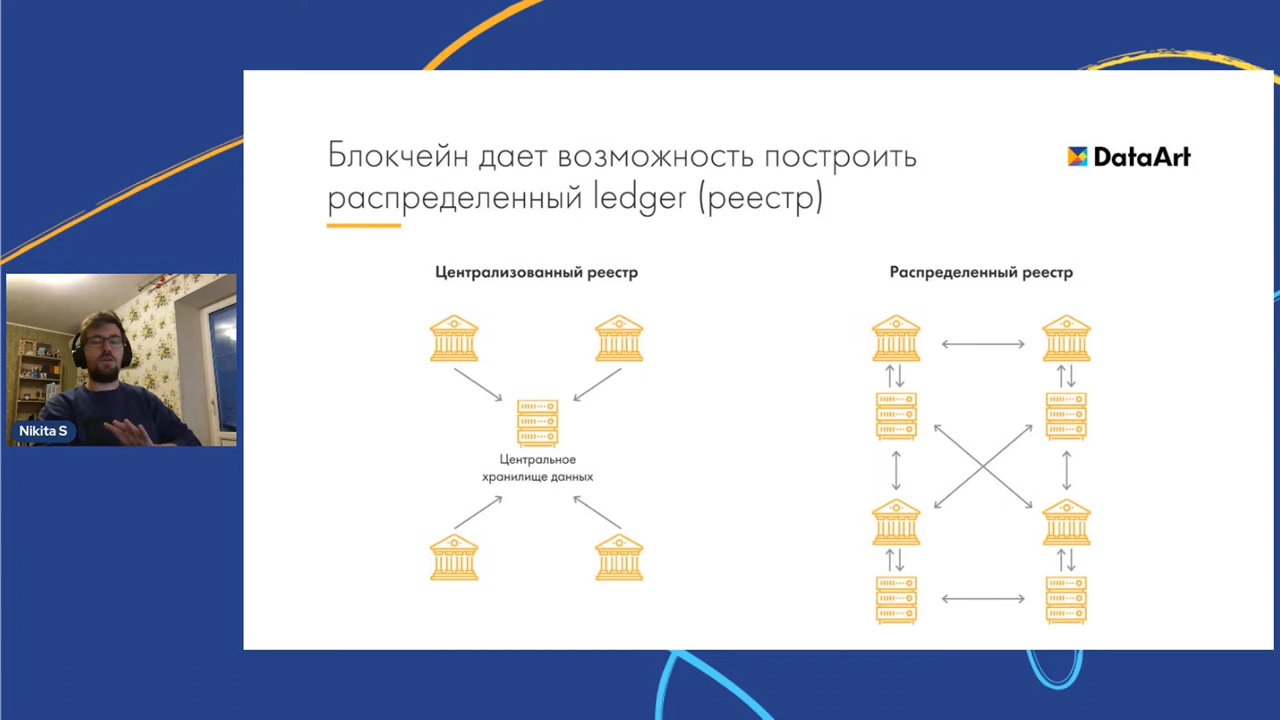 Блокчейн дает возможность построить
распределенный ledger (реестр)
DataArt
Централизованный реестр
Распределенный реестр
Центральное
хранилище данных
Nikita S